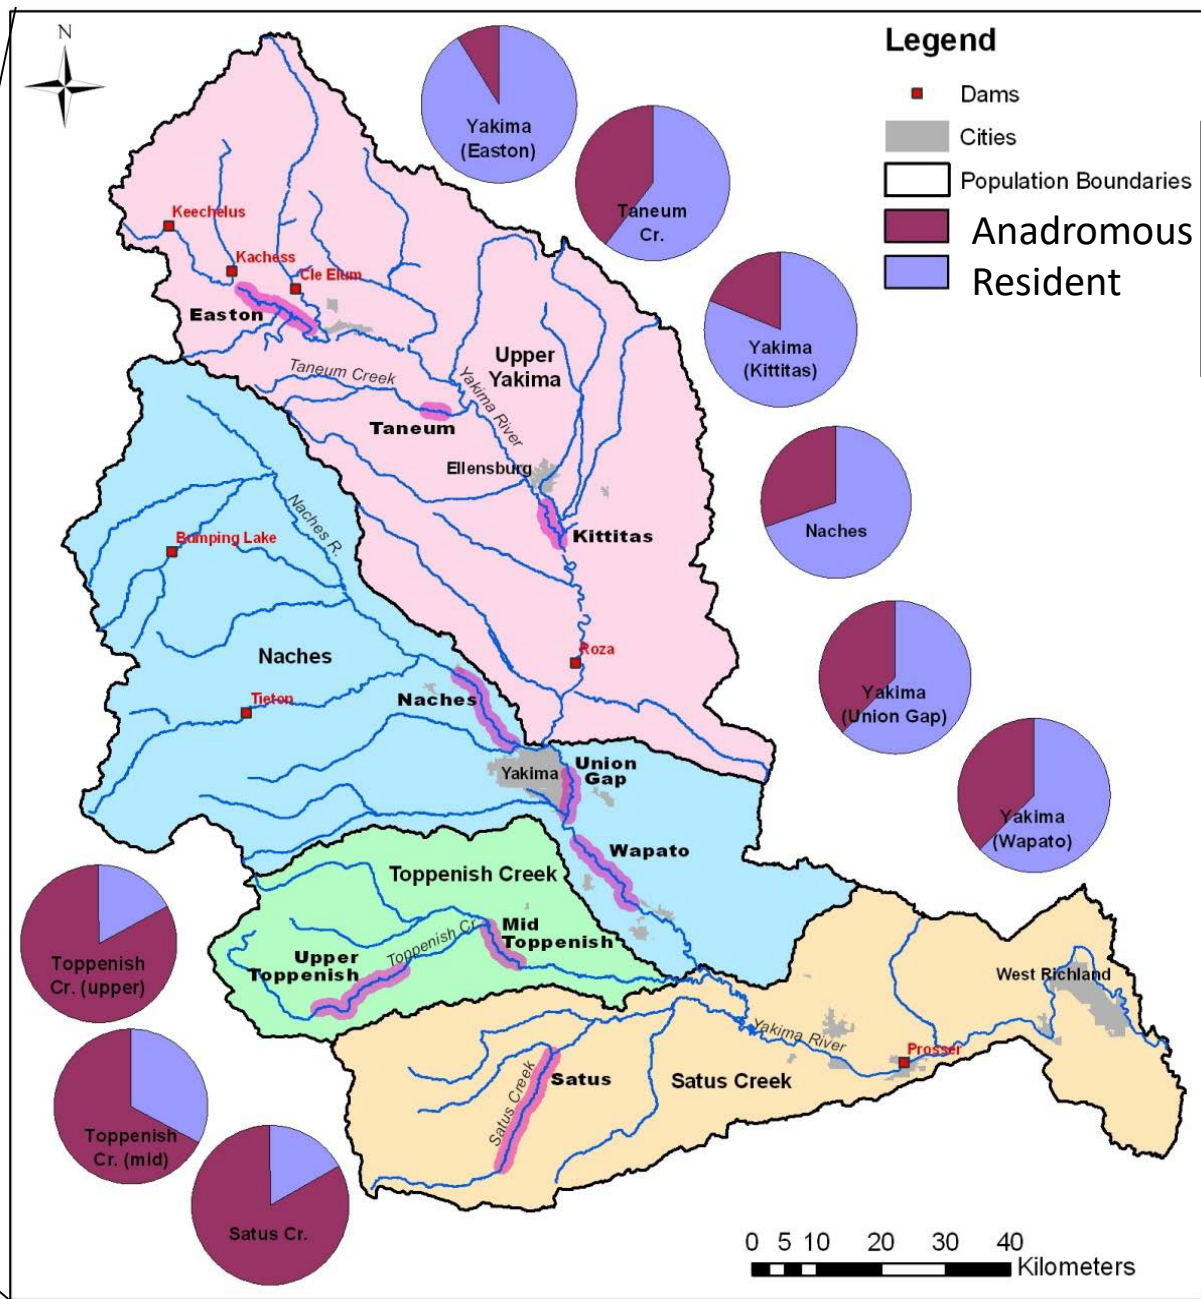 N
Legend
Dams
Cities
Population Boundaries
Anadromous
Resident
Yakima
(Easton)
Taneum
Cr.
Yakima
(Kittitas)
Naches
Yakima
(Union Gap)
Yakima
(Wapato)
Toppenish
Cr. (upper)
Toppenish
Cr. (mid)
Satus Cr.
Keechelus
Kachess
Cle Elum
Easton
Taneum Creek
Upper
Yakima
Yakima River
Taneum
Ellensburg
Kittitas
Naches R.
Bumping Lake
Roza
Naches
Tieton
Naches
Yakima
Union
Gap
Wapato
Toppenish Creek
Mid
Toppenish
Toppenish Cr.
Upper
Toppenish
West Richland
Yakima River
Prosser
Satus
Satus Creek
Satus Creek
0 5 10 20 30 40
Kilometers